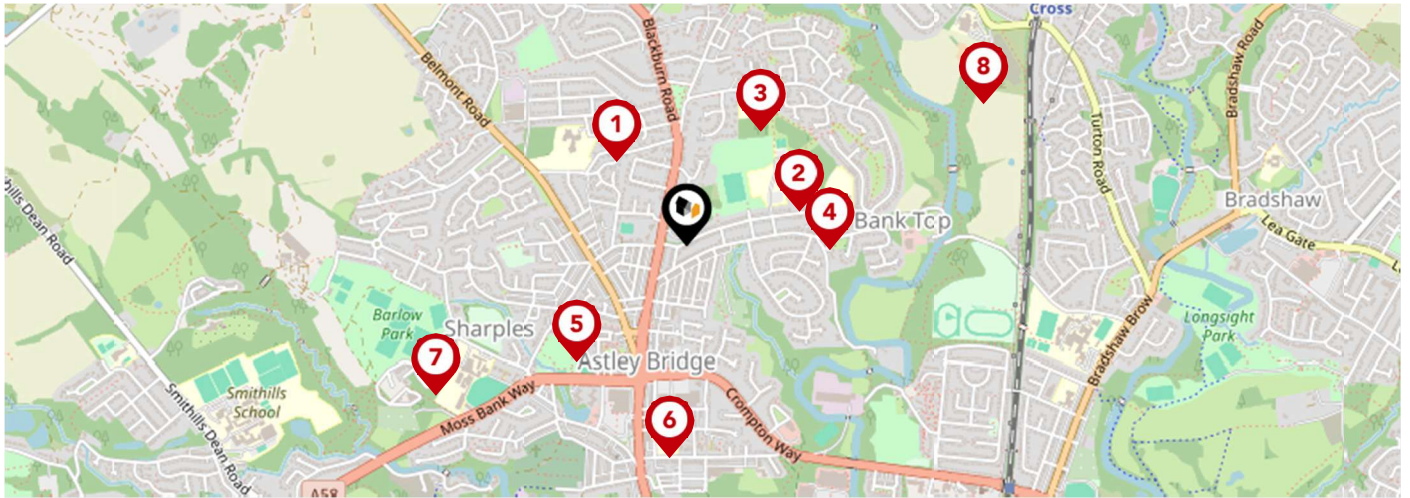 Cross
Blackburn Road
Bradshaw Road
Belmont Road
8
3
1
Turton Road
2
Bradshaw
4
Bank Top
Lea Gate
Barlow
Park
Sharples
5
Longsight
Park
7
Astley Bridge
Bradshaw Brow
Smithills
School
Moss Bank Way
Smithills Dean Road
6
Crompton Way
A58